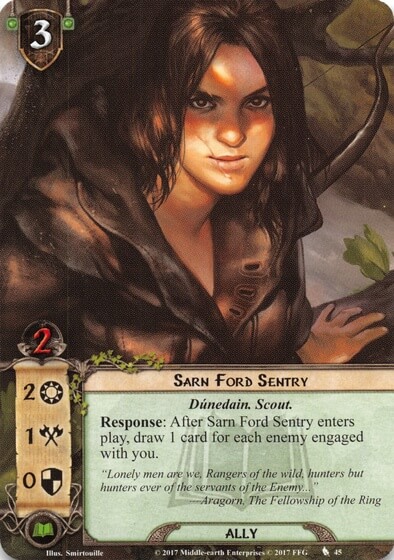 3
2
SARN FORD SENTRY
2
Dúnedain. Scout.
1
Response: After Sarn Ford Sentry enters
play, draw 1 card for each enemy engaged
with you.
0
"Lonely men are we, Rangers of the wild, hunters but
hunters ever of the servants of the Enemy..."
-Aragorn, The Fellowship of the Ring
ALLY
Illus. Smirtouille
© 2017 Middle-earth Enterprises © 2017 FFG
45